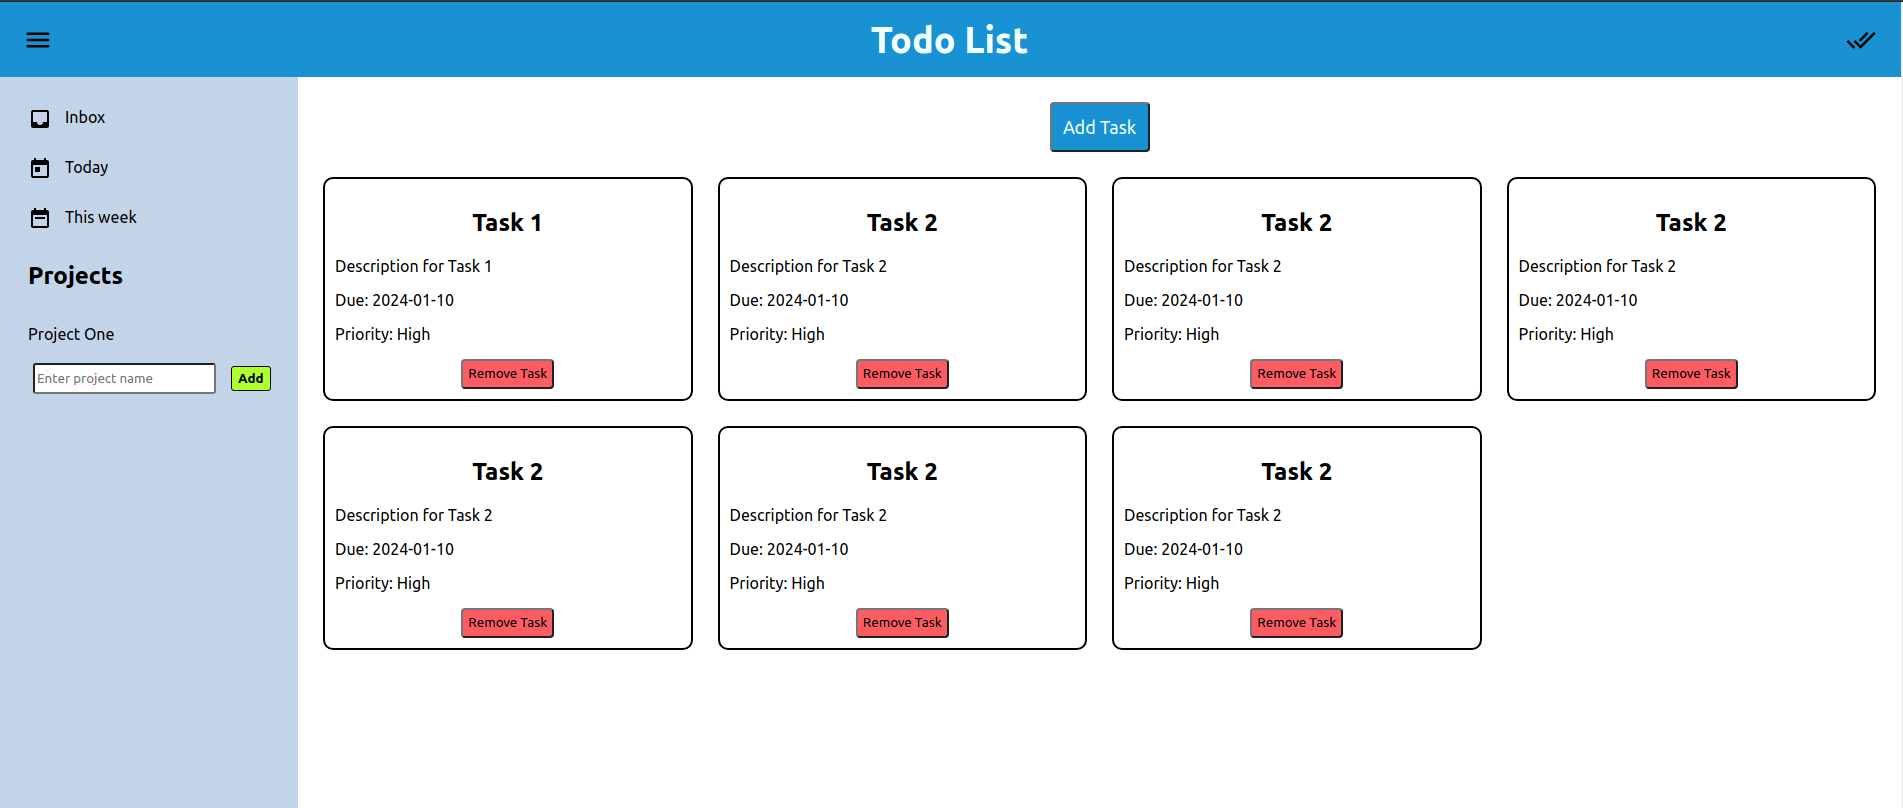 Todo List
Inbox
Today
This week
Projects
Project One
Enter project name Add
Add Task
Task 1
Description for Task 1
Due: 2024-01-10
Priority: High
Remove Task
Task 2
Description for Task 2
Due: 2024-01-10
Priority: High
Remove Task
Task 2
Description for Task 2
Due: 2024-01-10
Priority: High
Remove Task
Task 2
Description for Task 2
Due: 2024-01-10
Priority: High
Remove Task
Task 2
Description for Task 2
Due: 2024-01-10
Priority: High
Remove Task
Task 2
Description for Task 2
Due: 2024-01-10
Priority: High
Remove Task
Task 2
Description for Task 2
Due: 2024-01-10
Priority: High
Remove Task